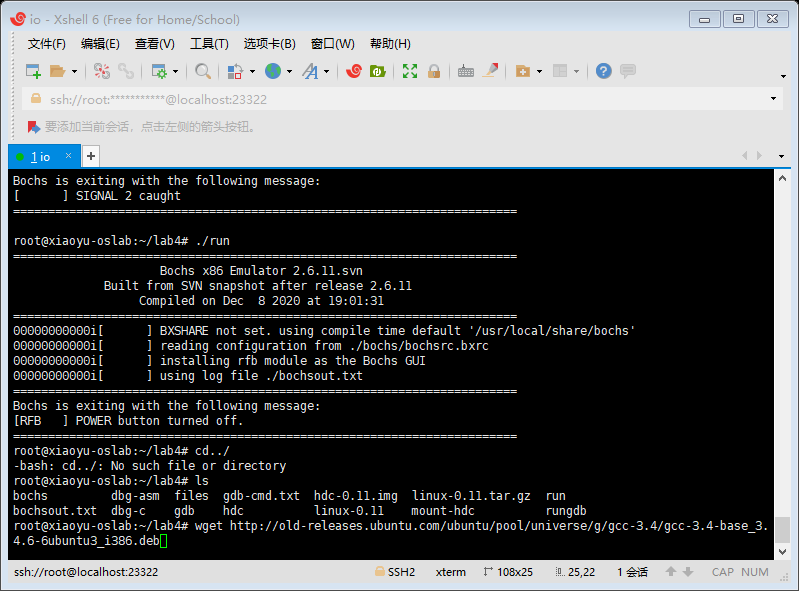 io - Xshell 6 (Free for Home/School)
文件(F) 编辑(E) 查看(V) 工具(T) 选项卡(B) 窗口(W) 帮助(H)
ssh://root:***********@localhost:23322
要添加当前会话，点击左侧的箭头按钮。
1 io × +
Bochs is exiting with the following message:
[      ] SIGNAL 2 caught
========================================================================
root@xiaoyu-oslab:~/lab4# ./run
========================================================================
Bochs x86 Emulator 2.6.11.svn
Built from SVN snapshot after release 2.6.11
Compiled on Dec  8 2020 at 19:01:31
========================================================================
00000000000i[      ] BXSHARE not set. using compile time default '/usr/local/share/bochs'
00000000000i[      ] reading configuration from ./bochs/bochsrc.bxrc
00000000000i[      ] installing rfb module as the Bochs GUI
00000000000i[      ] using log file ./bochsout.txt
========================================================================
Bochs is exiting with the following message:
[RFB   ] POWER button turned off.
========================================================================
root@xiaoyu-oslab:~/lab4# cd../
-bash: cd../: No such file or directory
root@xiaoyu-oslab:~/lab4# ls
bochs         dbg-asm  files  gdb-cmd.txt  hdc-0.11.img  linux-0.11.tar.gz  run
bochsout.txt  dbg-c    gdb    hdc          linux-0.11    mount-hdc          rungdb
root@xiaoyu-oslab:~/lab4# wget http://old-releases.ubuntu.com/ubuntu/pool/universe/g/gcc-3.4/gcc-3.4-base_3.
4.6-6ubuntu3_i386.deb
ssh://root@localhost:23322 SSH2 xterm 108x25 25,22 1 会话 CAP NUM